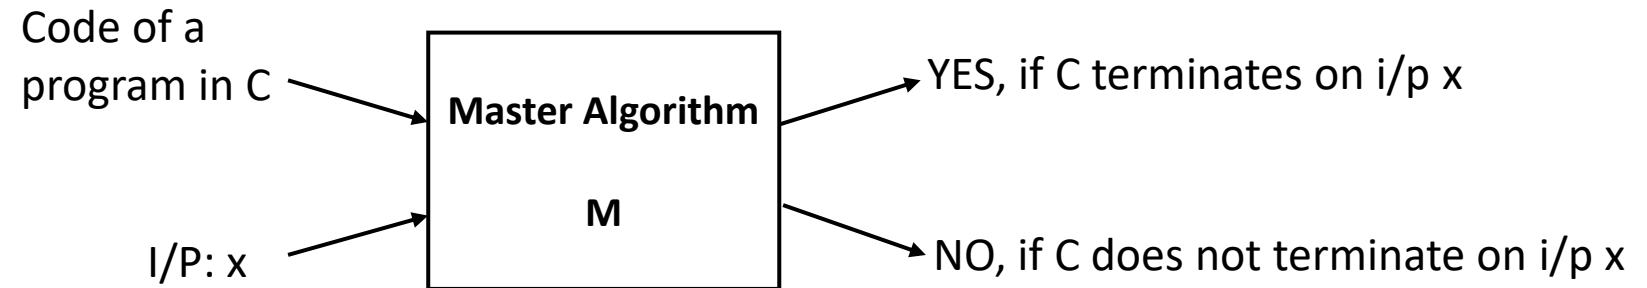 Code of a
program in C
I/P: x
Master Algorithm
M
YES, if C terminates on i/p x
NO, if C does not terminate on i/p x